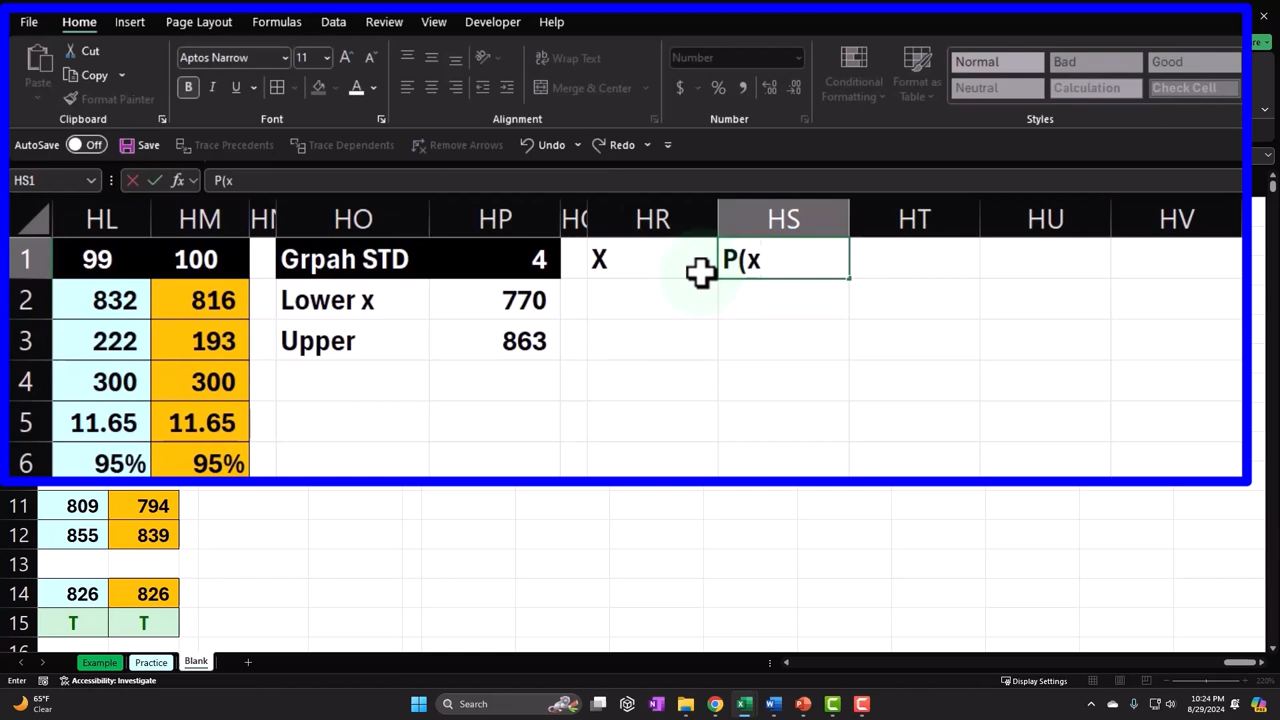 File Home Insert Page Layout Formulas Data Review View Developer Help
Cut
Copy
Format Painter
Paste
Clipboard
Aptos Narrow 11
B I U
Font
Wrap Text
Merge & Center
Alignment
Number
$ % 9
Number
Conditional Formatting
Format as Table
Normal Bad Good
Neutral Calculation Check Cell
Styles
AutoSave Off Save Trace Precedents Trace Dependents Remove Arrows Undo Redo
HS1 fx P(x
HL HM HO HP HR HS HT HU HV
1 99 100 Grpah STD 4 X P(x
2 832 816 Lower x 770
3 222 193 Upper 863
4 300 300
5 11.65 11.65
6 95% 95%
11 809 794
12 855 839
13
14 826 826
15 T T
Example Practice Blank
Enter Accessibility: Investigate Display Settings 220%
65°F
Clear
Search
10:24 PM
8/29/2024